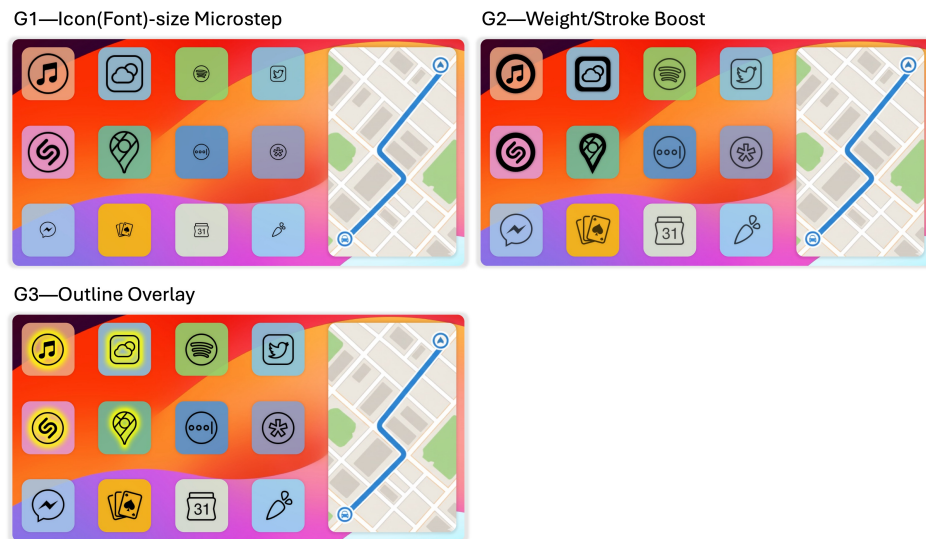 G1—Icon(Font)-size Microstep
G2—Weight/Stroke Boost
31
31
G3—Outline Overlay
31